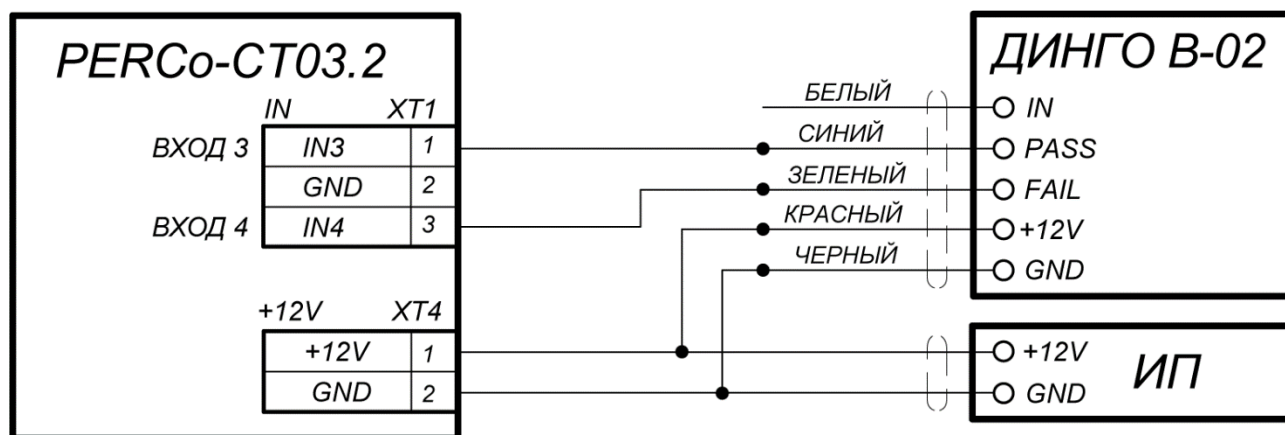 PERCo-CT03.2
IN XT1
ВХОД 3 IN3 1
GND 2
ВХОД 4 IN4 3
+12V XT4
+12V 1
GND 2
БЕЛЫЙ
СИНИЙ
ЗЕЛЕНЫЙ
КРАСНЫЙ
ЧЕРНЫЙ
ДИНГО В-02
IN
PASS
FAIL
+12V
GND
+12V
GND
ИП